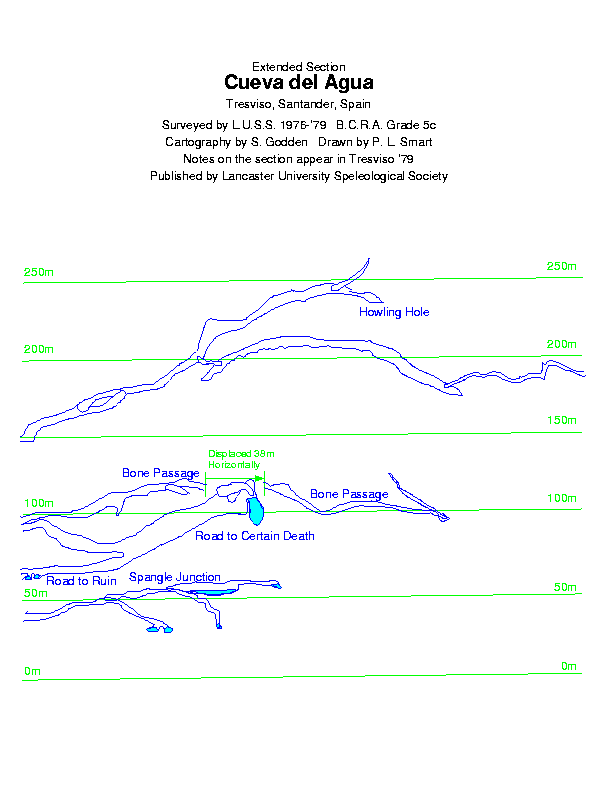 Extended Section
Cueva del Agua
Tresviso, Santander, Spain
Surveyed by L.U.S.S. 1976-'79 B.C.R.A. Grade 5c
Cartography by S. Godden Drawn by P. L. Smart
Notes on the section appear in Tresviso '79
Published by Lancaster University Speleological Society
250m
250m
Howling Hole
200m
200m
150m
Displaced 38m
Horizontally
Bone Passage
Bone Passage
100m
100m
Road to Certain Death
Road to Ruin
Spangle Junction
50m
50m
0m
0m